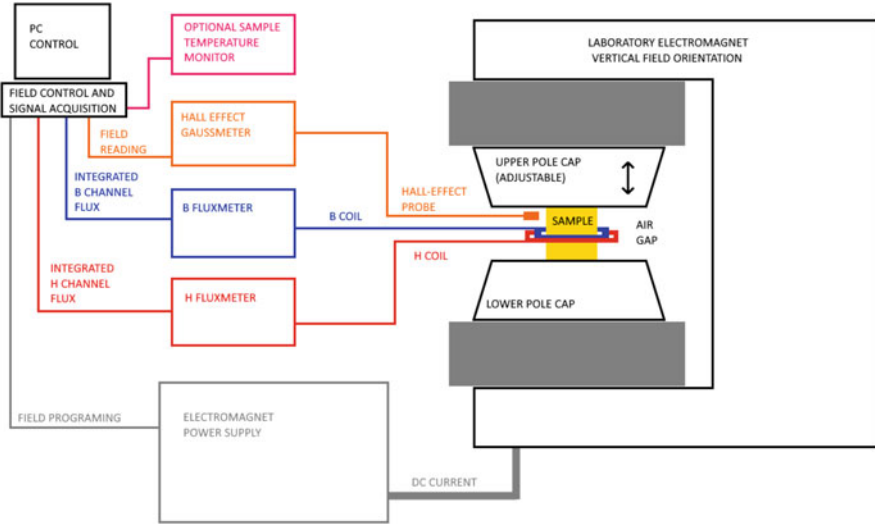 PC
CONTROL
FIELD CONTROL AND
SIGNAL ACQUISITION
OPTIONAL SAMPLE
TEMPERATURE
MONITOR
HALL EFFECT
GAUSSMETER
FIELD
READING
INTEGRATED
B CHANNEL
FLUX
B FLUXMETER
B COIL
HALL-EFFECT
PROBE
INTEGRATED
H CHANNEL
FLUX
H FLUXMETER
H COIL
LABORATORY ELECTROMAGNET
VERTICAL FIELD ORIENTATION
UPPER POLE CAP
(ADJUSTABLE)
SAMPLE
AIR
GAP
LOWER POLE CAP
FIELD PROGRAMING
ELECTROMAGNET
POWER SUPPLY
DC CURRENT